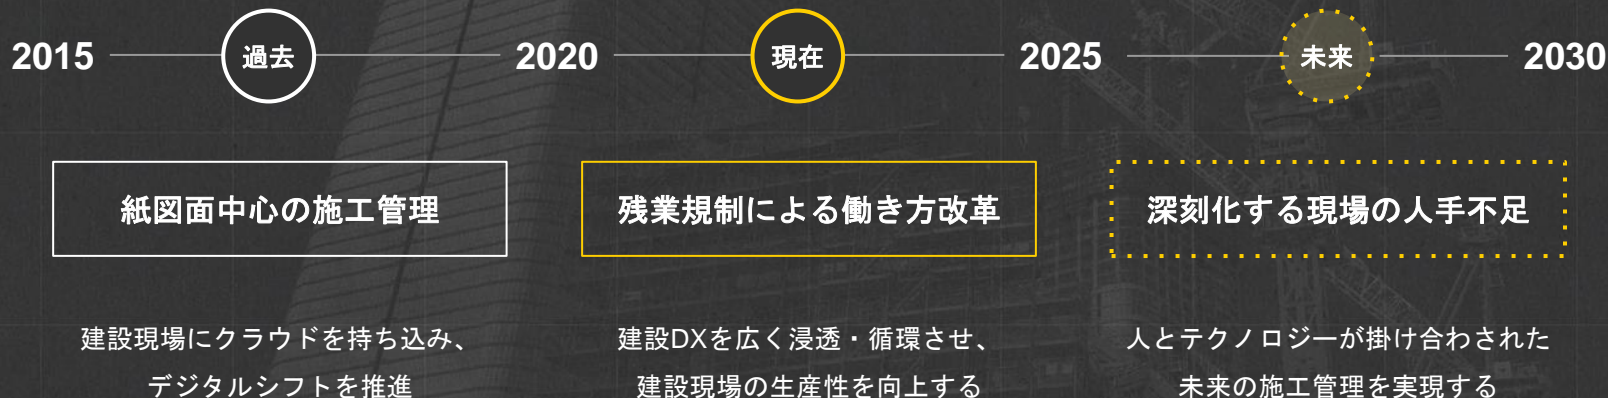 2015 過去 2020 現在 2025 未来 2030
紙図面中心の施工管理
残業規制による働き方改革
深刻化する現場の人手不足
建設現場にクラウドを持ち込み、
デジタルシフトを推進
建設DXを広く浸透・循環させ、
建設現場の生産性を向上する
人とテクノロジーが掛け合わされた
未来の施工管理を実現する